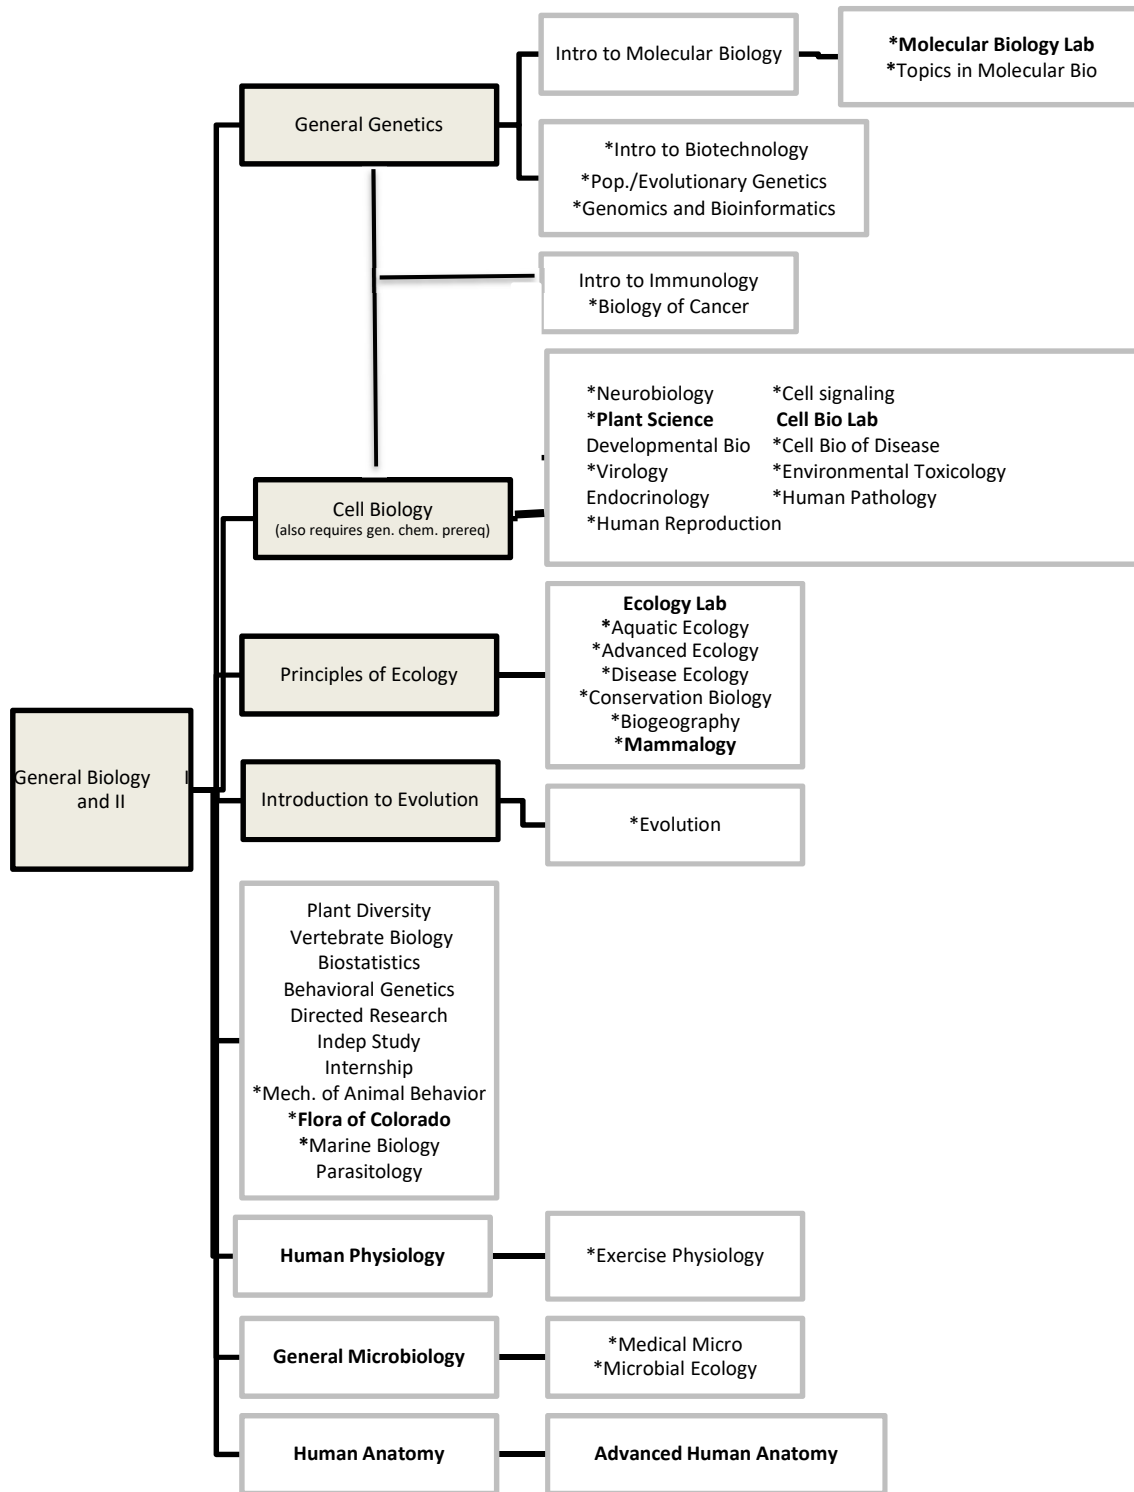 Intro to Molecular Biology
*Molecular Biology Lab
*Topics in Molecular Bio
General Genetics
*Intro to Biotechnology
*Pop./Evolutionary Genetics
*Genomics and Bioinformatics
Intro to Immunology
*Biology of Cancer
*Neurobiology *Cell signaling
*Plant Science Cell Bio Lab
Developmental Bio *Cell Bio of Disease
*Virology *Environmental Toxicology
Endocrinology *Human Pathology
*Human Reproduction
Cell Biology
(also requires gen. chem. prereq)
Ecology Lab
*Aquatic Ecology
*Advanced Ecology
*Disease Ecology
*Conservation Biology
*Biogeography
*Mammalogy
Principles of Ecology
General Biology I
and II
Introduction to Evolution
*Evolution
Plant Diversity
Vertebrate Biology
Biostatistics
Behavioral Genetics
Directed Research
Indep Study
Internship
*Mech. of Animal Behavior
*Flora of Colorado
*Marine Biology
Parasitology
Human Physiology
*Exercise Physiology
General Microbiology
*Medical Micro
*Microbial Ecology
Human Anatomy
Advanced Human Anatomy